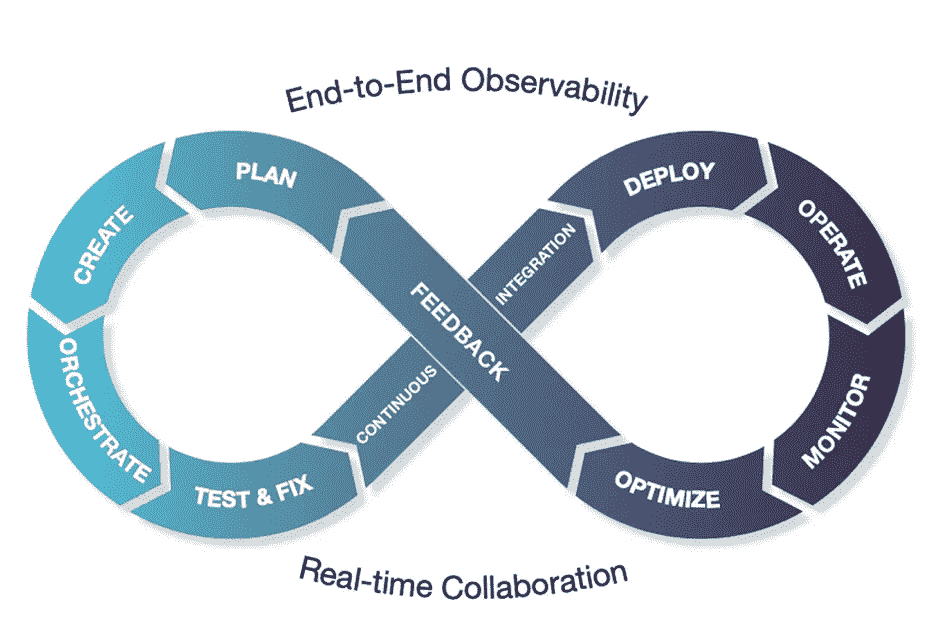 End-to-End Observability
PLAN
CREATE
ORCHESTRATE
TEST & FIX
CONTINUOUS
INTEGRATION
DEPLOY
OPERATE
MONITOR
OPTIMIZE
FEEDBACK
Real-time Collaboration